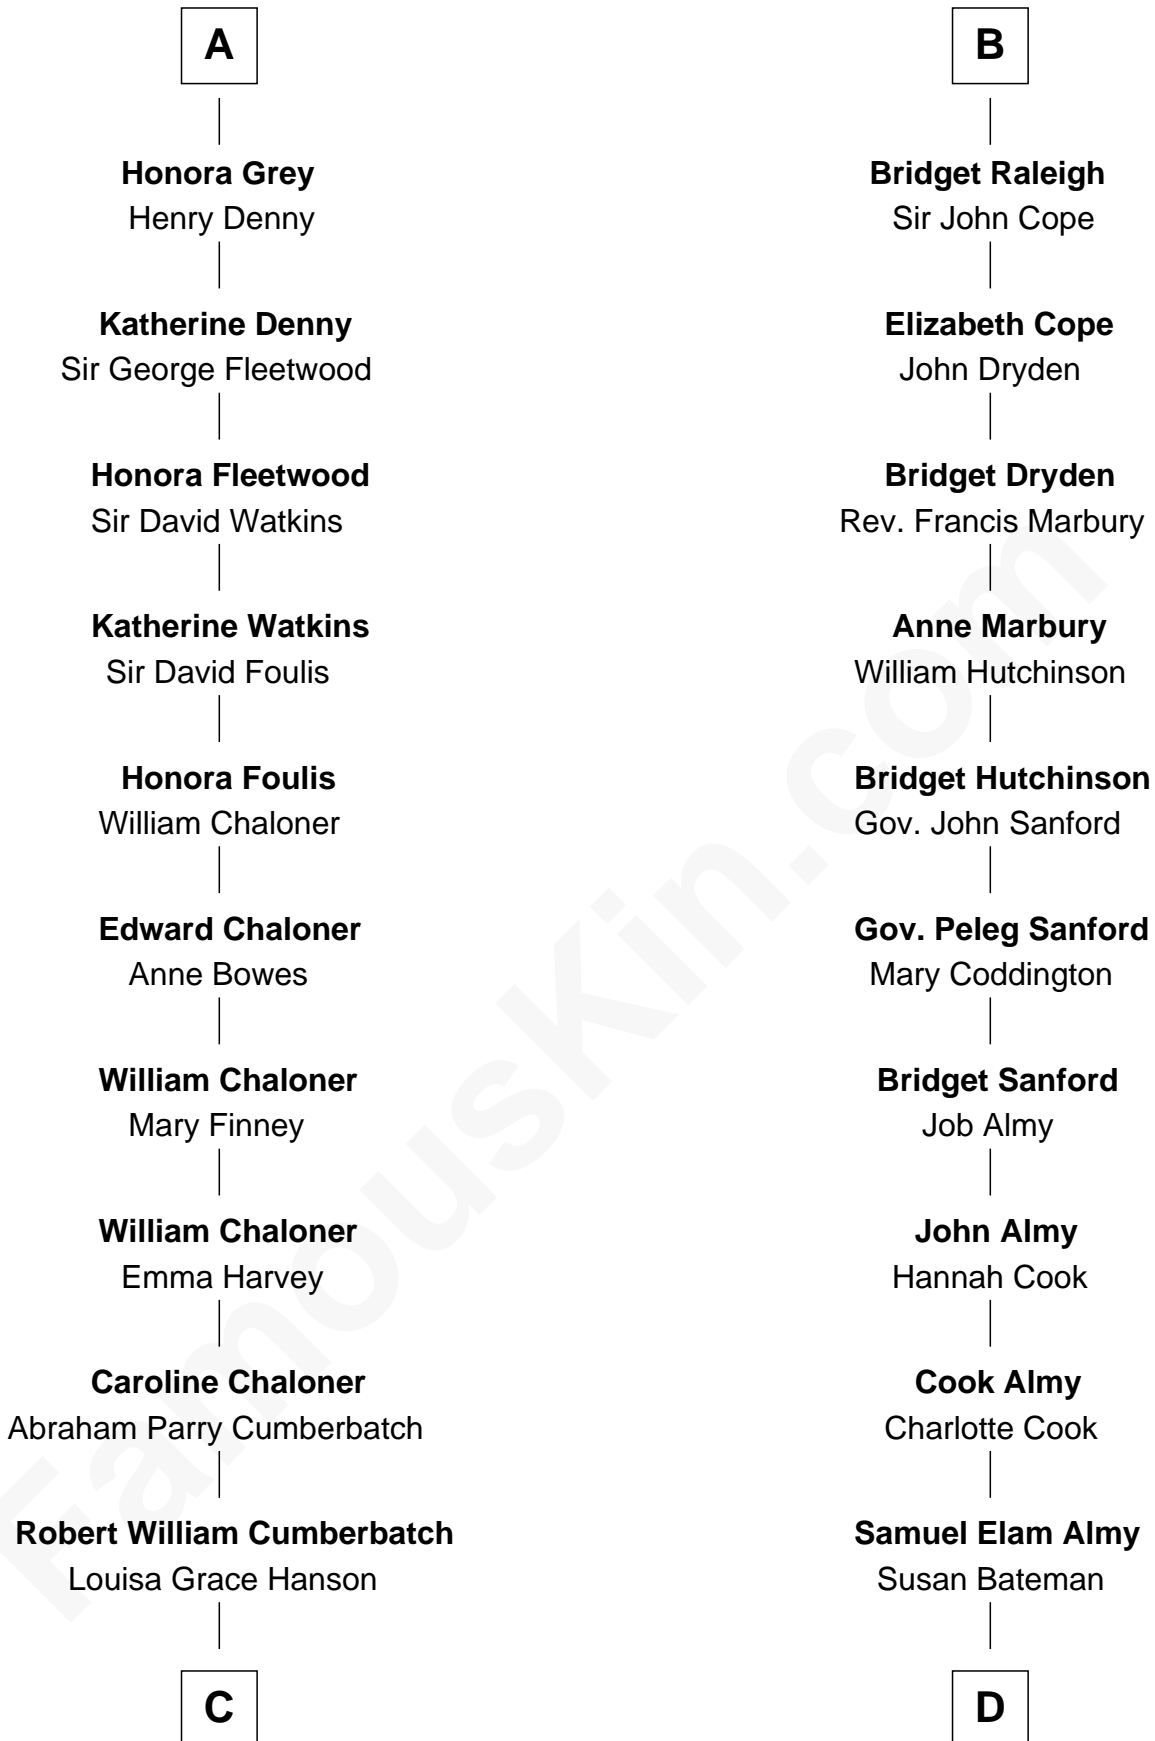 A
Honora Grey
Henry Denny
Katherine Denny
Sir George Fleetwood
Honora Fleetwood
Sir David Watkins
Katherine Watkins
Sir David Foulis
Honora Foulis
William Chaloner
Edward Chaloner
Anne Bowes
William Chaloner
Mary Finney
William Chaloner
Emma Harvey
Caroline Chaloner
Abraham Parry Cumberbatch
Robert William Cumberbatch
Louisa Grace Hanson
C
B
Bridget Raleigh
Sir John Cope
Elizabeth Cope
John Dryden
Bridget Dryden
Rev. Francis Marbury
Anne Marbury
William Hutchinson
Bridget Hutchinson
Gov. John Sanford
Gov. Peleg Sanford
Mary Coddington
Bridget Sanford
Job Almy
John Almy
Hannah Cook
Cook Almy
Charlotte Cook
Samuel Elam Almy
Susan Bateman
D
FamousKin.com